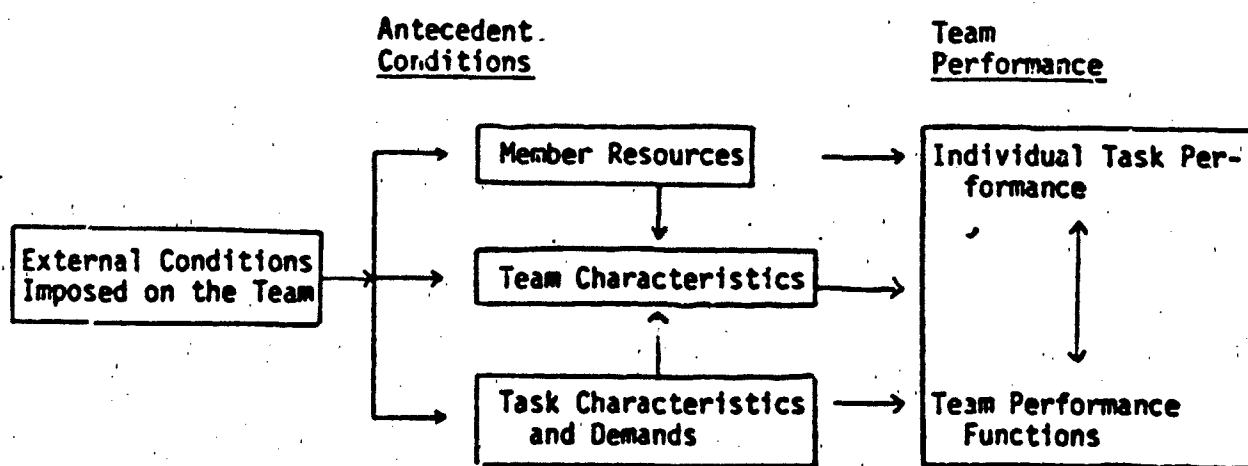 Antecedent
Conditions
Team
Performance
Member Resources
Individual Task Per-
formance
External Conditions
Imposed on the Team
Team Characteristics
Task Characteristics
and Demands
Team Performance
Functions